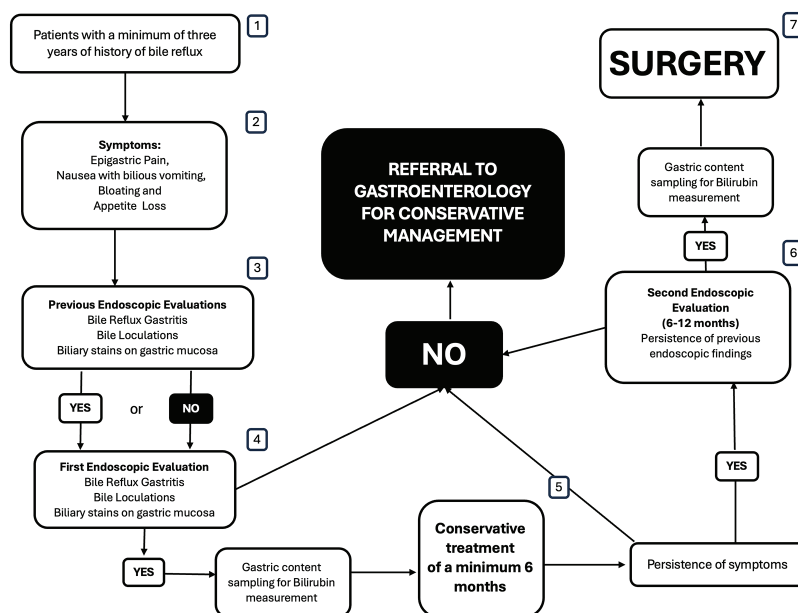 1
Patients with a minimum of three
years of history of bile reflux
2
Symptoms:
Epigastric Pain,
Nausea with bilious vomiting,
Bloating and
Appetite Loss
3
Previous Endoscopic Evaluations
Bile Reflux Gastritis
Bile Loculations
Biliary stains on gastric mucosa
YES
or
NO
4
First Endoscopic Evaluation
Bile Reflux Gastritis
Bile Loculations
Biliary stains on gastric mucosa
YES
Gastric content
sampling for Bilirubin
measurement
Conservative
treatment
of a minimum 6
months
5
Persistence of symptoms
YES
6
Second Endoscopic
Evaluation
(6-12 months)
Persistence of previous
endoscopic findings
YES
Gastric content
sampling for Bilirubin
measurement
7
SURGERY
NO
REFERRAL TO
GASTROENTEROLOGY
FOR CONSERVATIVE
MANAGEMENT